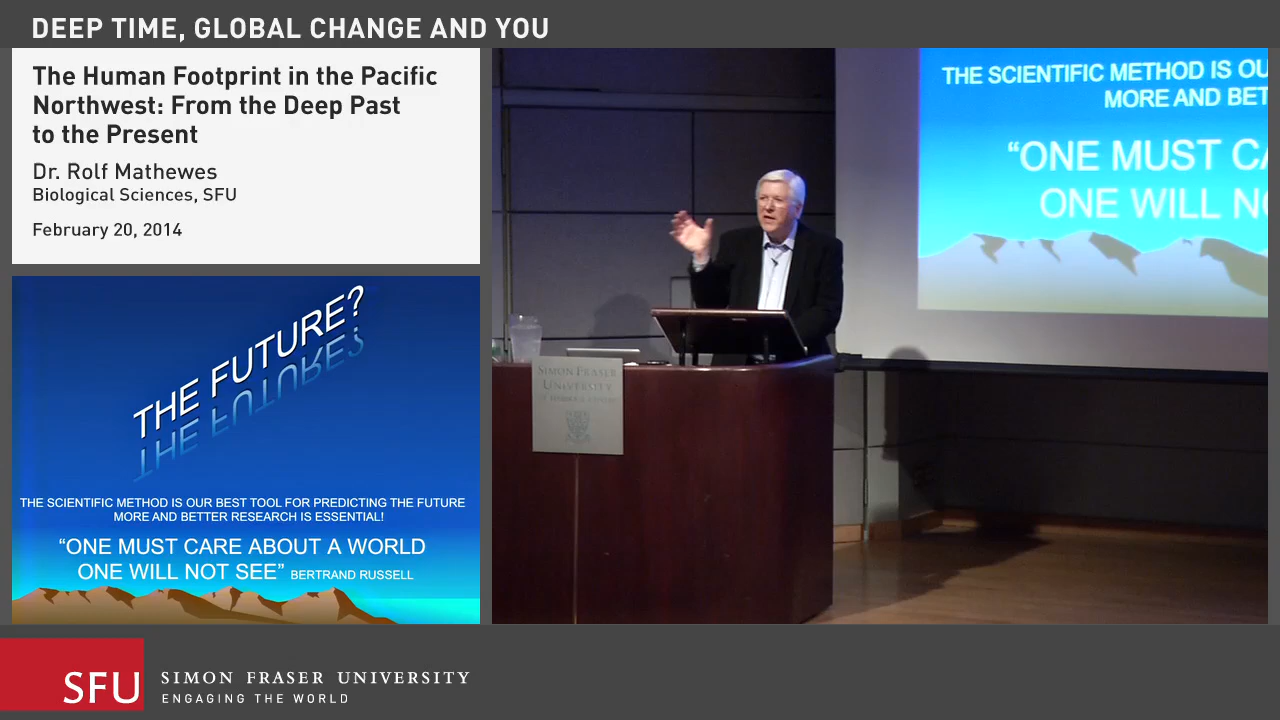 DEEP TIME, GLOBAL CHANGE AND YOU
The Human Footprint in the Pacific
Northwest: From the Deep Past
to the Present
Dr. Rolf Mathewes
Biological Sciences, SFU
February 20, 2014
THE FUTURE?
THE SCIENTIFIC METHOD IS OUR BEST TOOL FOR PREDICTING THE FUTURE
MORE AND BETTER RESEARCH IS ESSENTIAL!
“ONE MUST CARE ABOUT A WORLD
ONE WILL NOT SEE” BERTRAND RUSSELL
THE SCIENTIFIC METHOD IS OU
MORE AND BET
“ONE MUST CA
ONE WILL NO
SIMON FRASER
UNIVERSITY
SFU
SIMON FRASER UNIVERSITY
ENGAGING THE WORLD